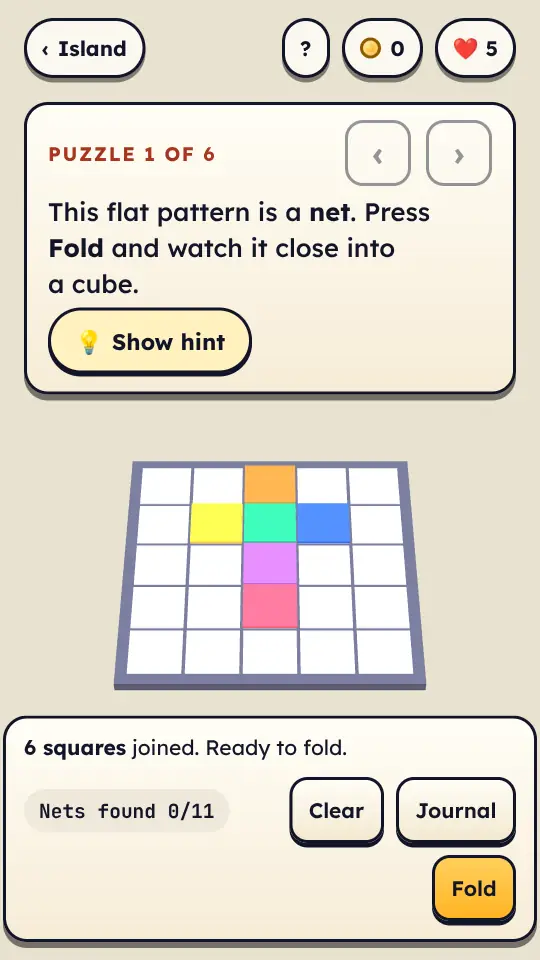 ‹ Island
?
0
5
PUZZLE 1 OF 6
‹
›
This flat pattern is a net. Press
Fold and watch it close into
a cube.
Show hint
6 squares joined. Ready to fold.
Nets found 0/11
Clear
Journal
Fold